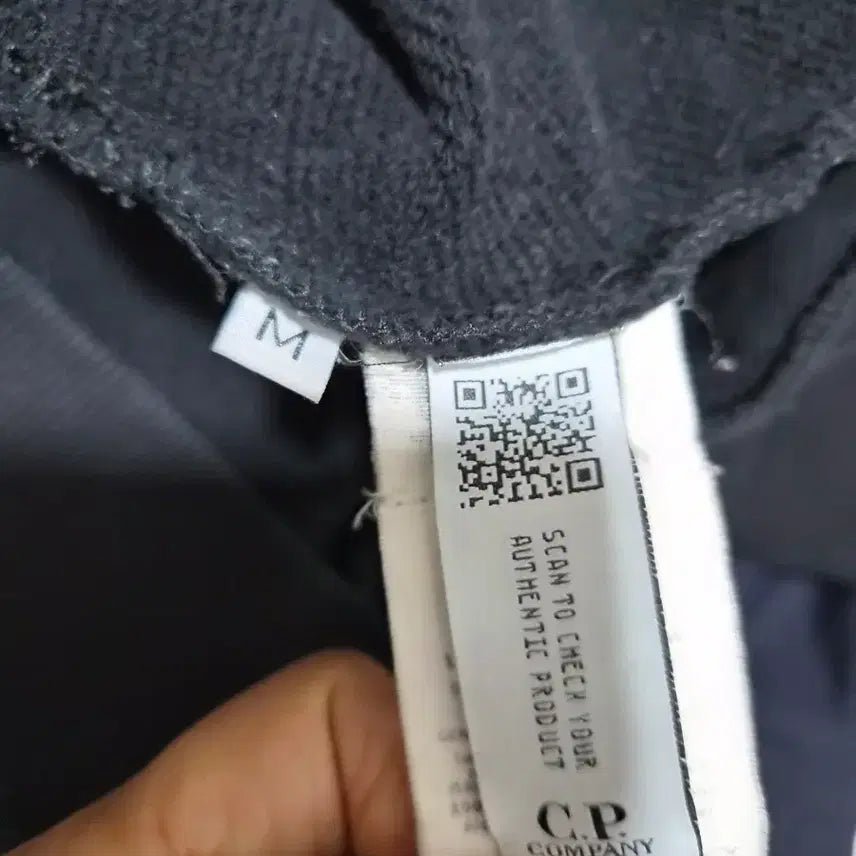 M
SCAN TO CHECK YOUR
AUTHENTIC PRODUCT
C.P.
COMPANY